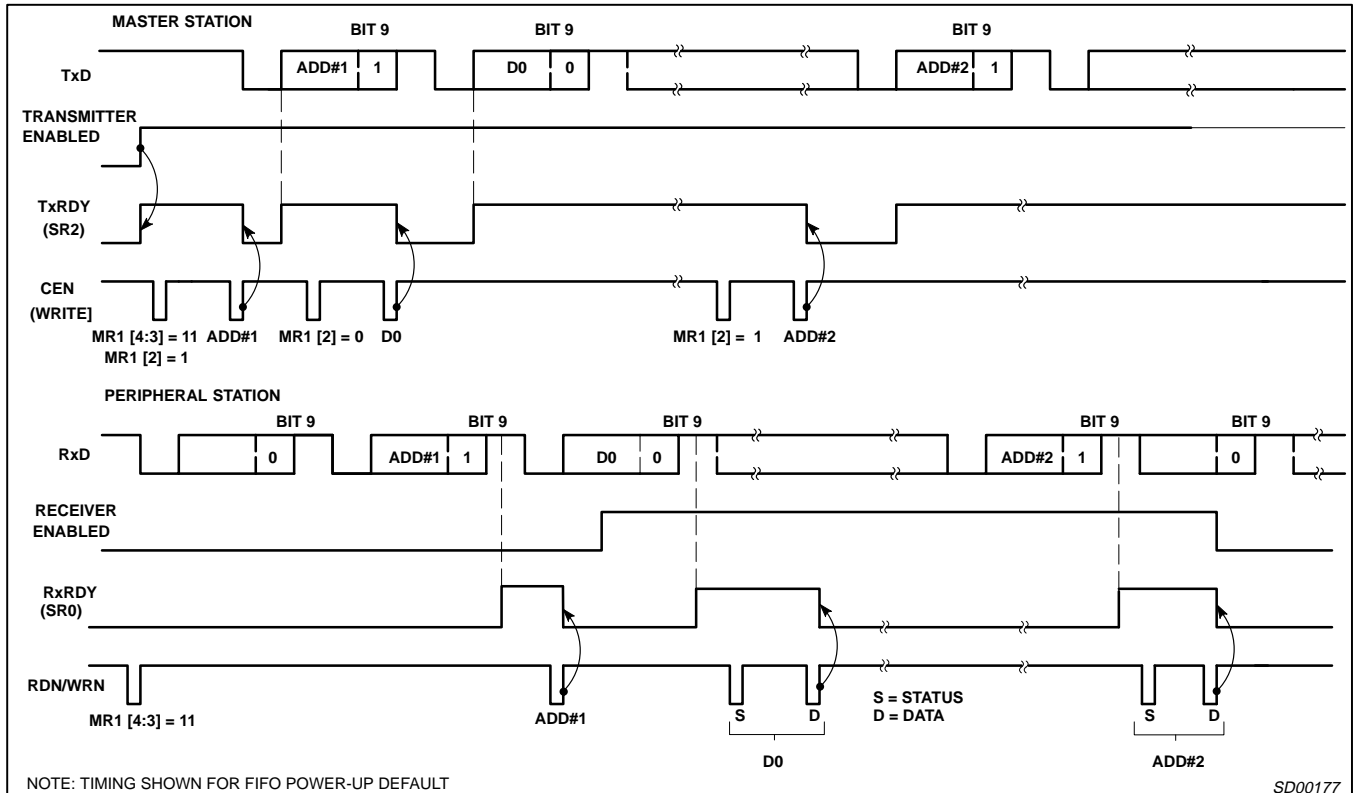 MASTER STATION
BIT 9 BIT 9 BIT 9
TxD ADD#1 1 D0 0 ADD#2 1
TRANSMITTER
ENABLED
TxRDY
(SR2)
CEN
(WRITE]
MR1 [4:3] = 11 ADD#1 MR1 [2] = 0 D0 MR1 [2] = 1 ADD#2
MR1 [2] = 1
PERIPHERAL STATION
BIT 9 BIT 9 BIT 9 BIT 9 BIT 9
RxD 0 ADD#1 1 D0 0 ADD#2 1 0
RECEIVER
ENABLED
RxRDY
(SR0)
RDN/WRN
MR1 [4:3] = 11 ADD#1 S D S = STATUS S D
D = DATA
D0 ADD#2
NOTE: TIMING SHOWN FOR FIFO POWER-UP DEFAULT
SD00177